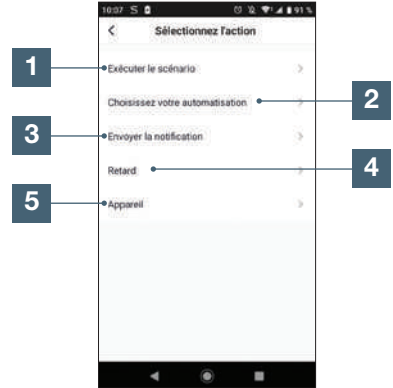 10:07 S 91 %
Sélectionnez l'action
1
Exécuter le scénario
Choisissez votre automatisation
2
3
Envoyer la notification
Retard
4
5
Appareil